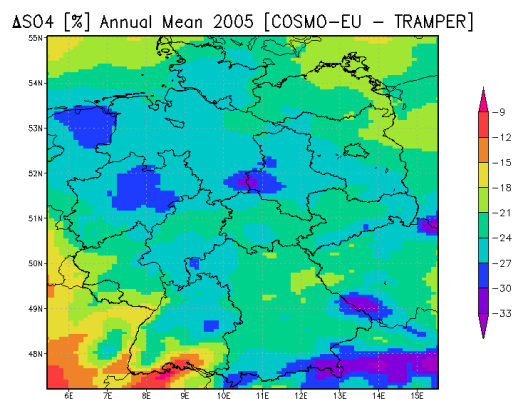 ΔSO4 [%] Annual Mean 2005 [COSMO-EU – TRAMPER]
55N
54N
53N
52N
51N
50N
49N
48N
6E 7E 8E 9E 10E 11E 12E 13E 14E 15E
-9
-12
-15
-18
-21
-24
-27
-30
-33